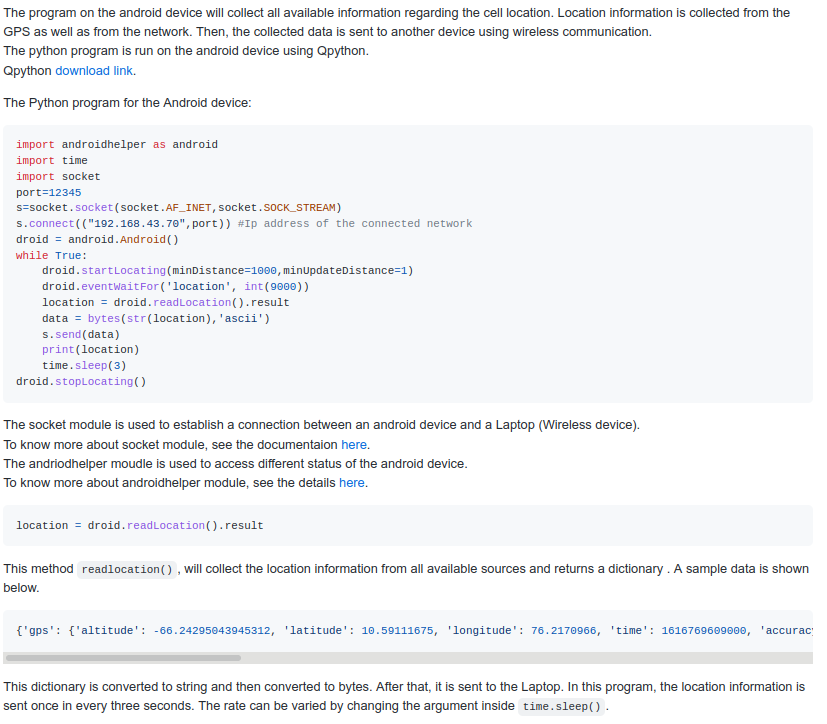 The program on the android device will collect all available information regarding the cell location. Location information is collected from the
GPS as well as from the network. Then, the collected data is sent to another device using wireless communication.
The python program is run on the android device using Qpython.
Qpython download link.
The Python program for the Android device:
import androidhelper as android
import time
import socket
port=12345
s=socket.socket(socket.AF_INET,socket.SOCK_STREAM)
s.connect(("192.168.43.70",port)) #Ip address of the connected network
droid = android.Android()
while True:
    droid.startLocating(minDistance=1000,minUpdateDistance=1)
    droid.eventWaitFor('location', int(9000))
    location = droid.readLocation().result
    data = bytes(str(location),'ascii')
    s.send(data)
    print(location)
    time.sleep(3)
droid.stopLocating()
The socket module is used to establish a connection between an android device and a Laptop (Wireless device).
To know more about socket module, see the documentaion here.
The andriodhelper moudle is used to access different status of the android device.
To know more about androidhelper module, see the details here.
location = droid.readLocation().result
This method readlocation() , will collect the location information from all available sources and returns a dictionary . A sample data is shown
below.
{'gps': {'altitude': -66.24295043945312, 'latitude': 10.59111675, 'longitude': 76.2170966, 'time': 1616769609000, 'accuracy
This dictionary is converted to string and then converted to bytes. After that, it is sent to the Laptop. In this program, the location information is
sent once in every three seconds. The rate can be varied by changing the argument inside time.sleep() .